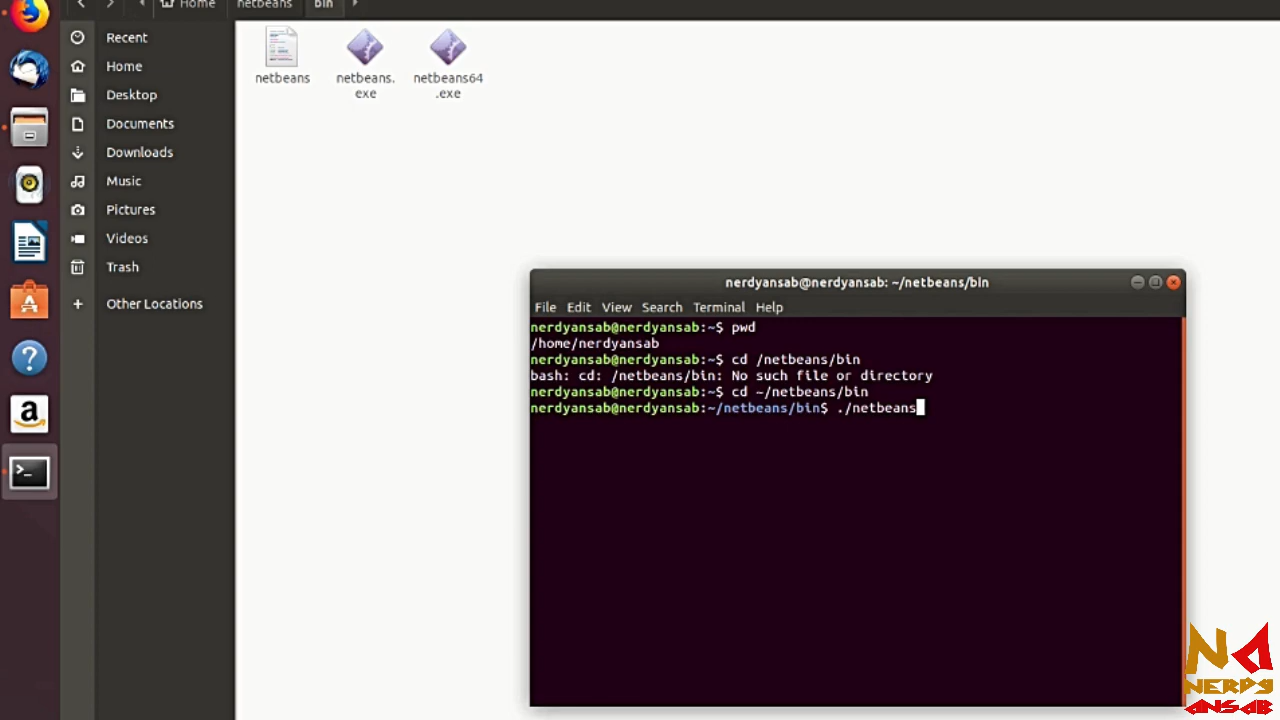 Home netbeans bin
Recent
Home
Desktop
Documents
Downloads
Music
Pictures
Videos
Trash
+ Other Locations
netbeans
netbeans.
exe
netbeans64
.exe
nerdyansab@nerdyansab: ~/netbeans/bin
File Edit View Search Terminal Help
nerdyansab@nerdyansab:~$ pwd
/home/nerdyansab
nerdyansab@nerdyansab:~$ cd /netbeans/bin
bash: cd: /netbeans/bin: No such file or directory
nerdyansab@nerdyansab:~$ cd ~/netbeans/bin
nerdyansab@nerdyansab:~/netbeans/bin$ ./netbeans
NA
NERDY
ANSAB